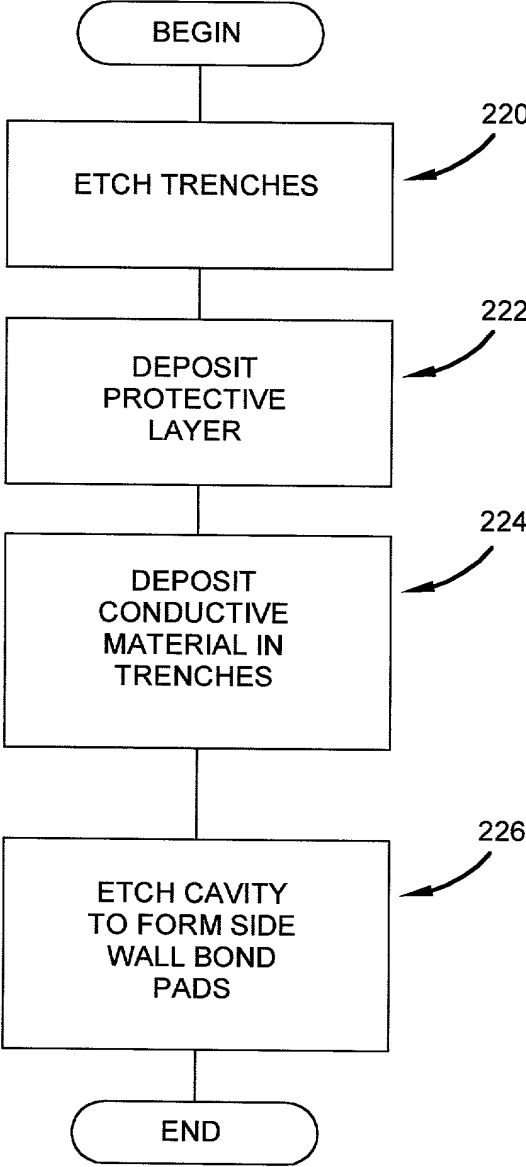 BEGIN
220
ETCH TRENCHES
222
DEPOSIT
PROTECTIVE
LAYER
224
DEPOSIT
CONDUCTIVE
MATERIAL IN
TRENCHES
226
ETCH CAVITY
TO FORM SIDE
WALL BOND
PADS
END